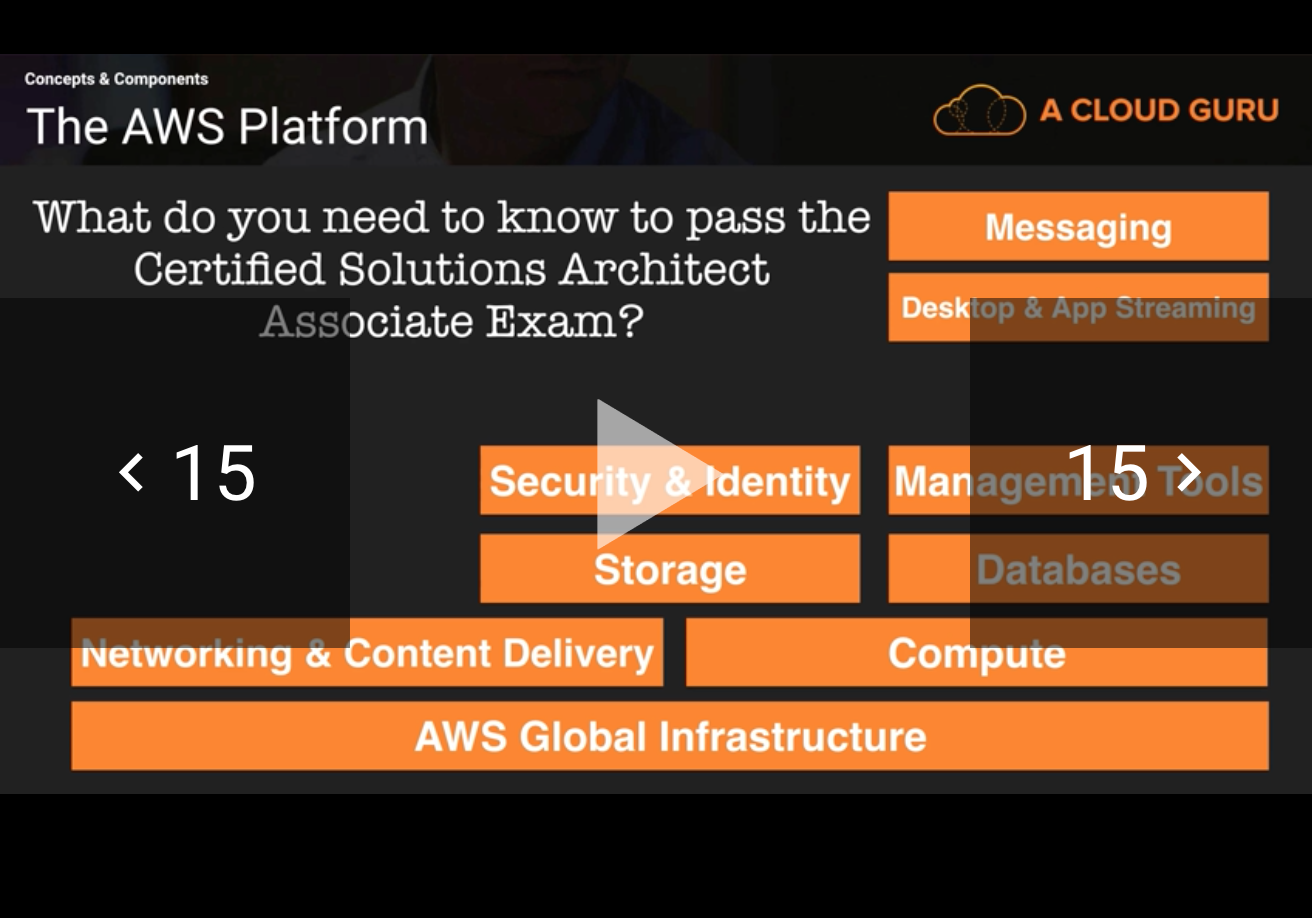 Concepts & Components
The AWS Platform
A CLOUD GURU
What do you need to know to pass the
Certified Solutions Architect
Associate Exam?
Messaging
Desktop & App Streaming
< 15
15 >
Security & Identity
Management Tools
Storage
Databases
Networking & Content Delivery
Compute
AWS Global Infrastructure